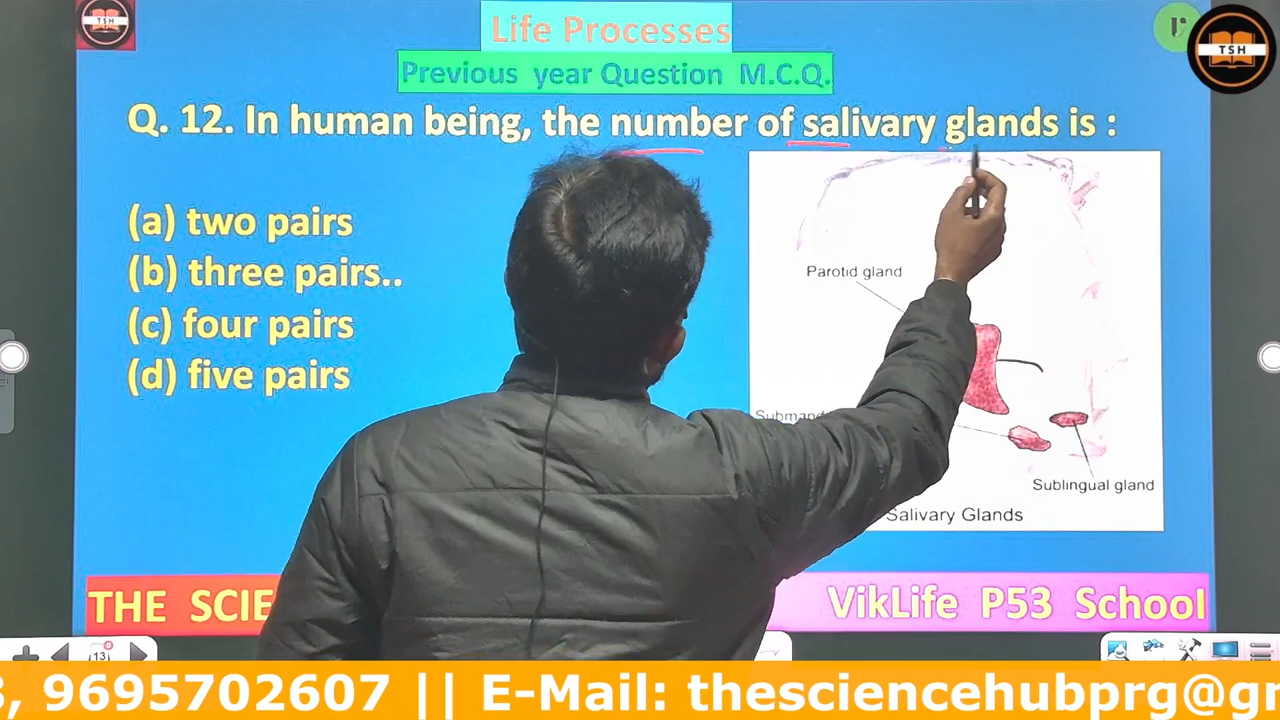 TSH
Life Processes
TSH
Previous year Question M.C.Q.
Q. 12. In human being, the number of salivary glands is :
(a) two pairs
(b) three pairs..
(c) four pairs
(d) five pairs
Parotid gland
Sublingual gland
Salivary Glands
THE
VikLife P53 School
13
9695702607 || E-Mail: